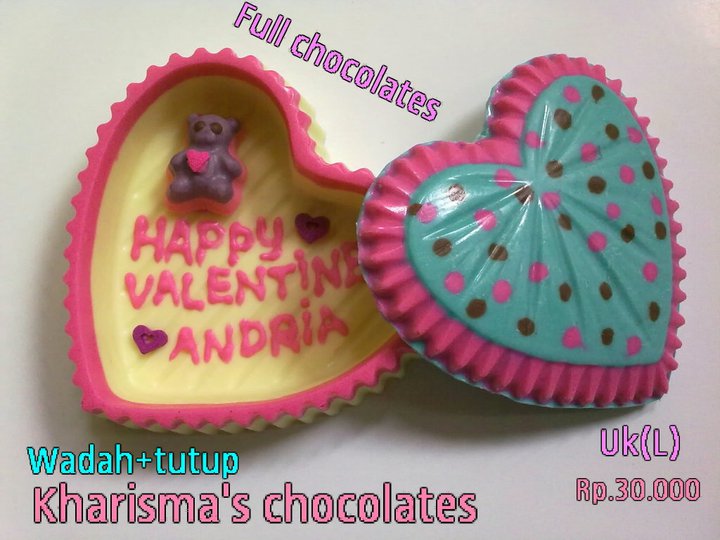 Full chocolates
HAPPY
VALENTINE
ANDRIA
Wadah+tutup
Uk(L)
Kharisma's chocolates
Rp.30.000